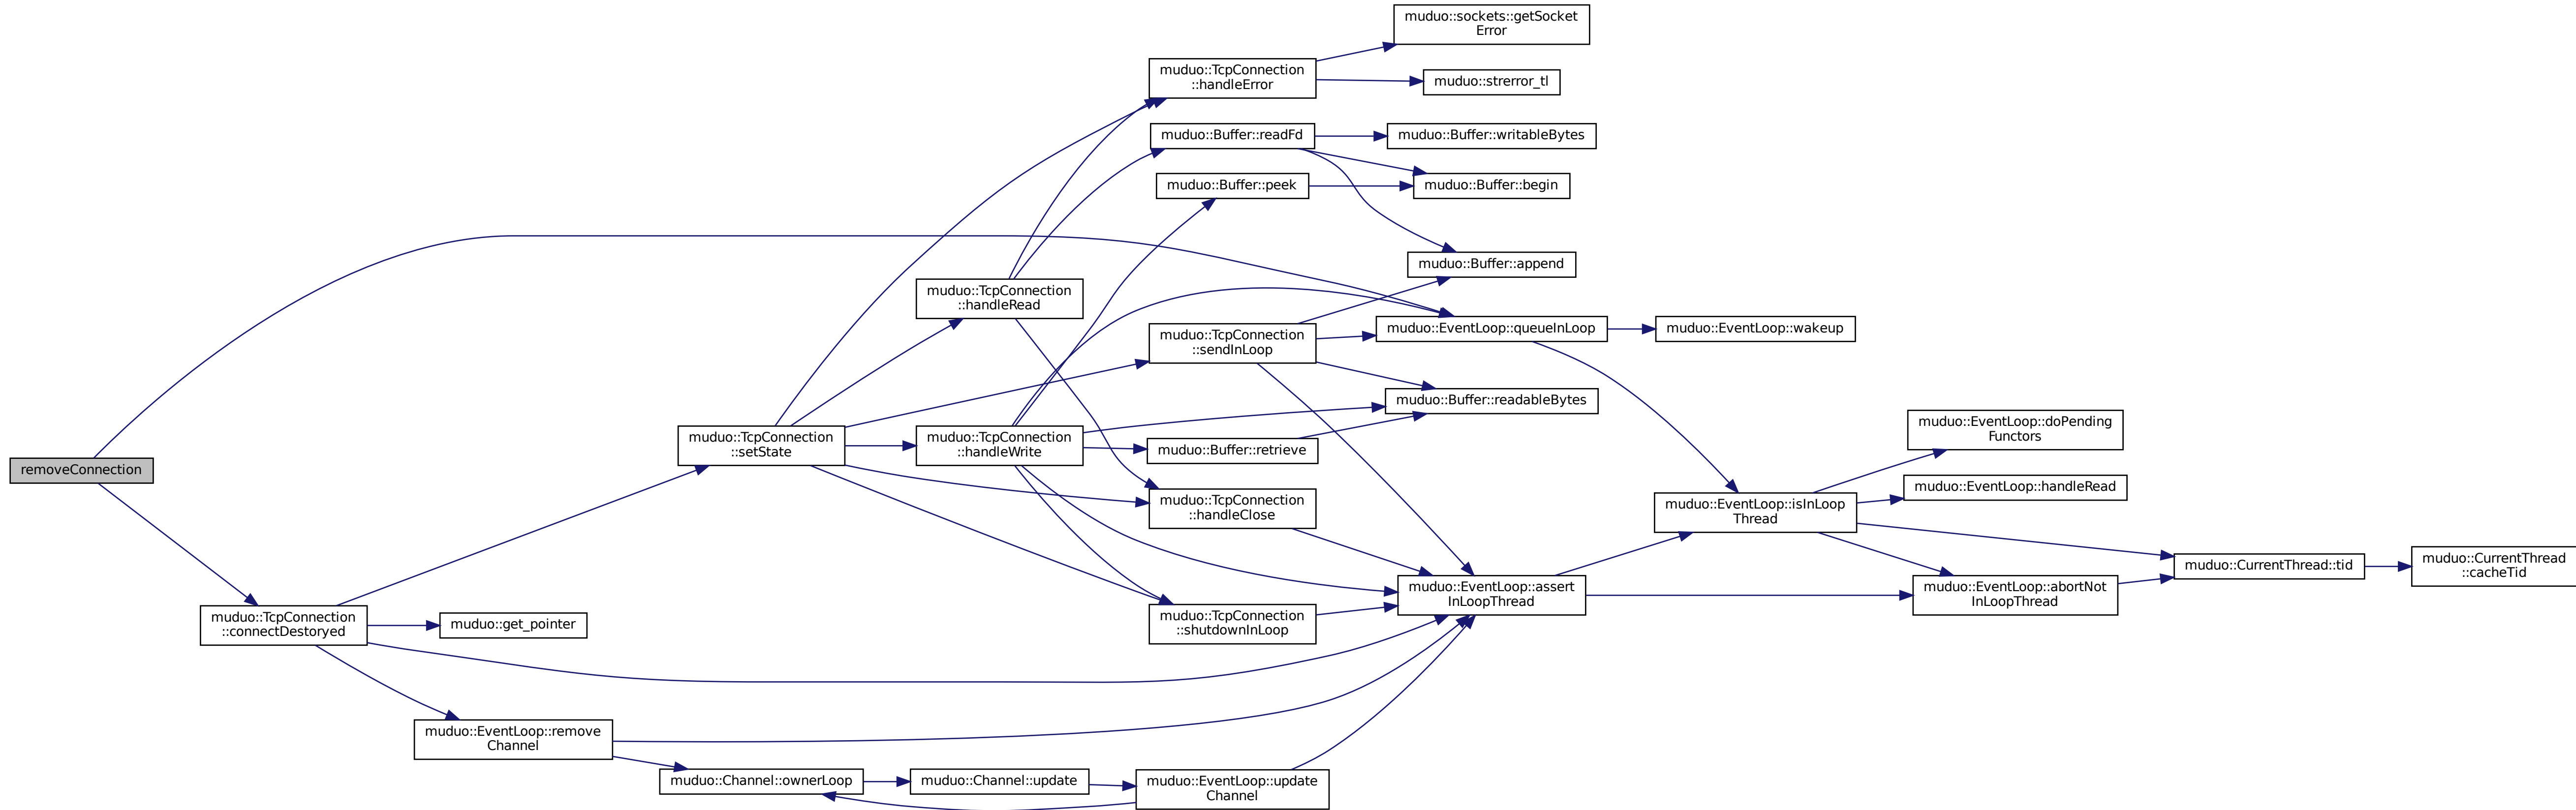 muduo::sockets::getSocket
Error
muduo::TcpConnection
::handleError
muduo::strerror_tl
muduo::Buffer::readFd
muduo::Buffer::writableBytes
muduo::Buffer::peek
muduo::Buffer::begin
muduo::Buffer::append
muduo::TcpConnection
::handleRead
muduo::TcpConnection
::sendInLoop
muduo::EventLoop::queueInLoop
muduo::EventLoop::wakeup
muduo::Buffer::readableBytes
muduo::TcpConnection
::setState
muduo::TcpConnection
::handleWrite
muduo::Buffer::retrieve
muduo::EventLoop::doPending
Functors
removeConnection
muduo::EventLoop::handleRead
muduo::TcpConnection
::handleClose
muduo::EventLoop::isInLoop
Thread
muduo::CurrentThread::tid
muduo::CurrentThread
::cacheTid
muduo::EventLoop::assert
InLoopThread
muduo::EventLoop::abortNot
InLoopThread
muduo::TcpConnection
::connectDestoryed
muduo::get_pointer
muduo::TcpConnection
::shutdownInLoop
muduo::EventLoop::remove
Channel
muduo::Channel::ownerLoop
muduo::Channel::update
muduo::EventLoop::update
Channel